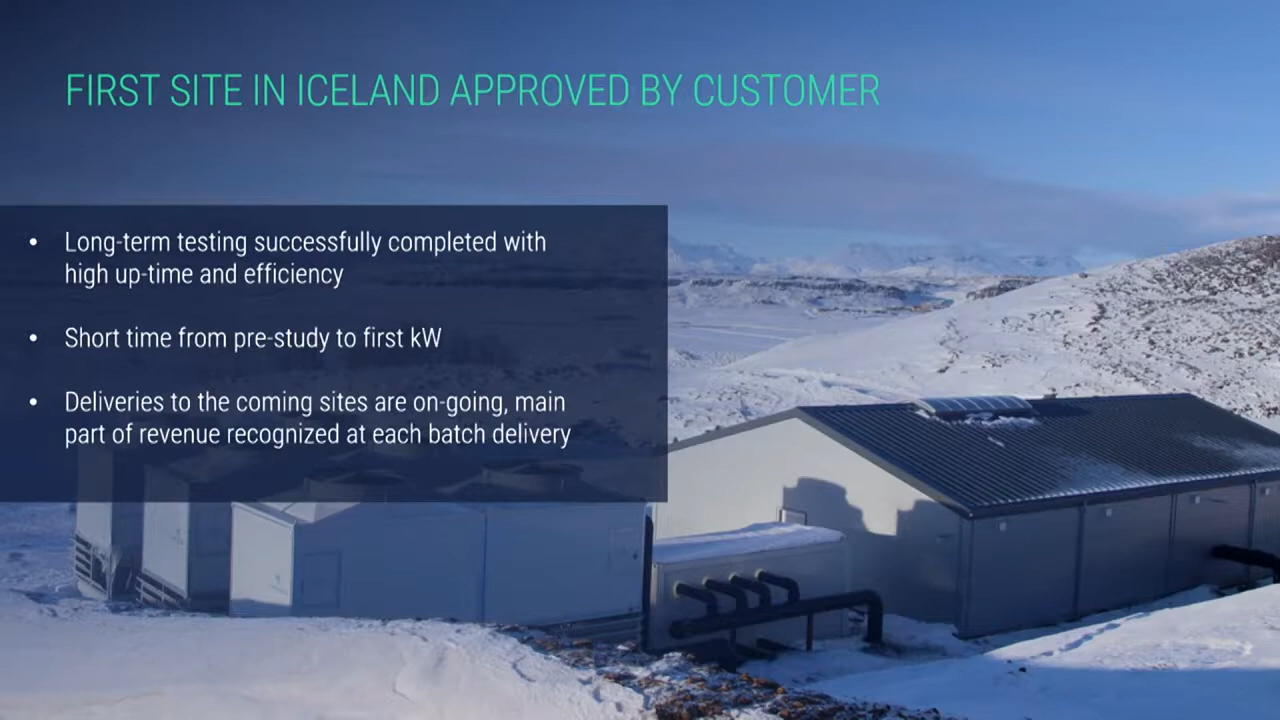 FIRST SITE IN ICELAND APPROVED BY CUSTOMER
• Long-term testing successfully completed with
high up-time and efficiency
• Short time from pre-study to first kW
• Deliveries to the coming sites are on-going, main
part of revenue recognized at each batch delivery